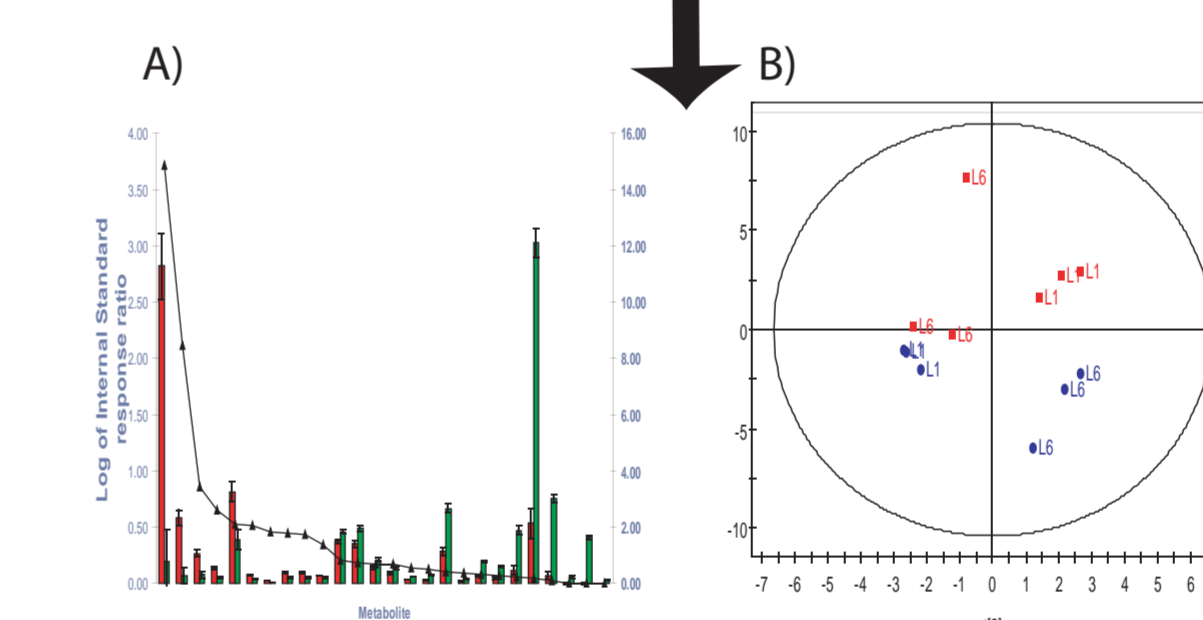 A)
B)
4.00
3.50
3.00
2.50
2.00
1.50
1.00
0.50
0.00
Log of Internal Standard
response ratio
16.00
14.00
12.00
10.00
8.00
6.00
4.00
2.00
0.00
Metabolite
10
5
0
-5
-10
L6
L1
L1
L1
L6
L6
L1
L1
L1
L6
L6
L6
-7 -6 -5 -4 -3 -2 -1 0 1 2 3 4 5 6